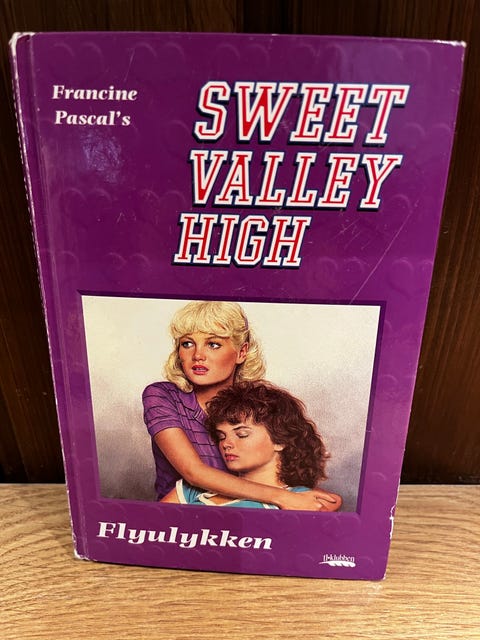 Francine
Pascal's
SWEET
VALLEY
HIGH
Flyulykken